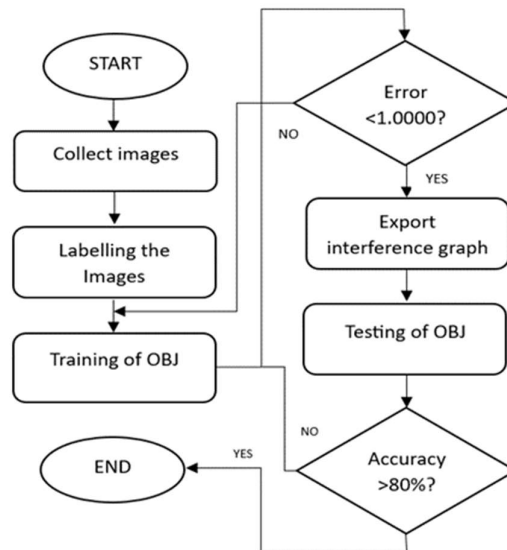 START
Collect images
Labelling the
Images
Training of OBJ
Error
<1.0000?
NO
YES
Export
interference graph
Testing of OBJ
NO
Accuracy
>80%?
YES
END